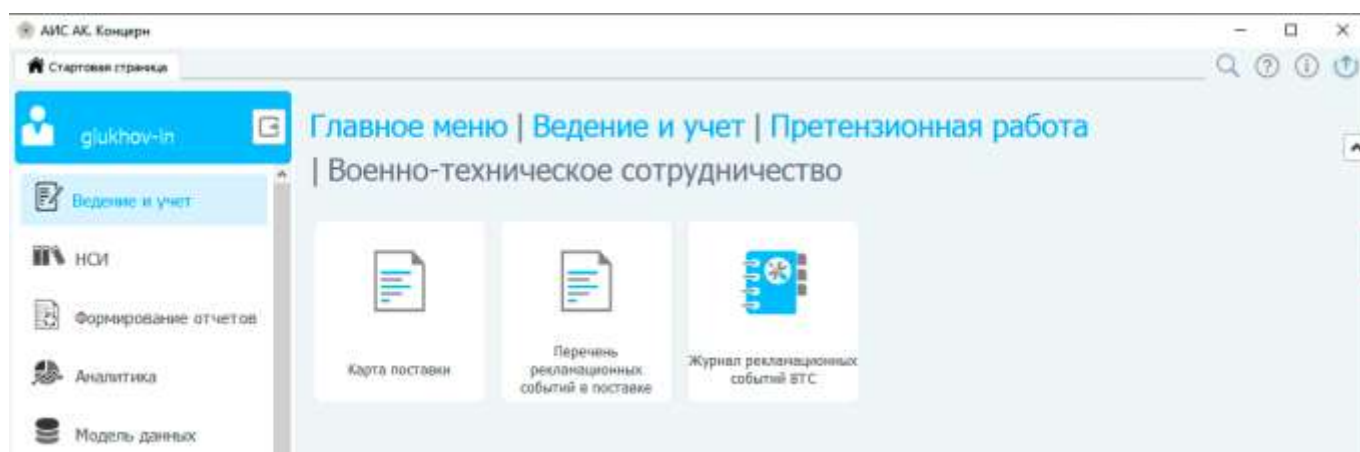 АИС АК. Концерн
Стартовая страница
glukhov-in
Главное меню | Ведение и учет | Претензионная работа
| Военно-техническое сотрудничество
Ведение и учет
НСИ
Формирование отчетов
Аналитика
Модель данных
Карта поставки
Перечень
рекламационных
событий в поставке
Журнал рекламационных
событий ВТС